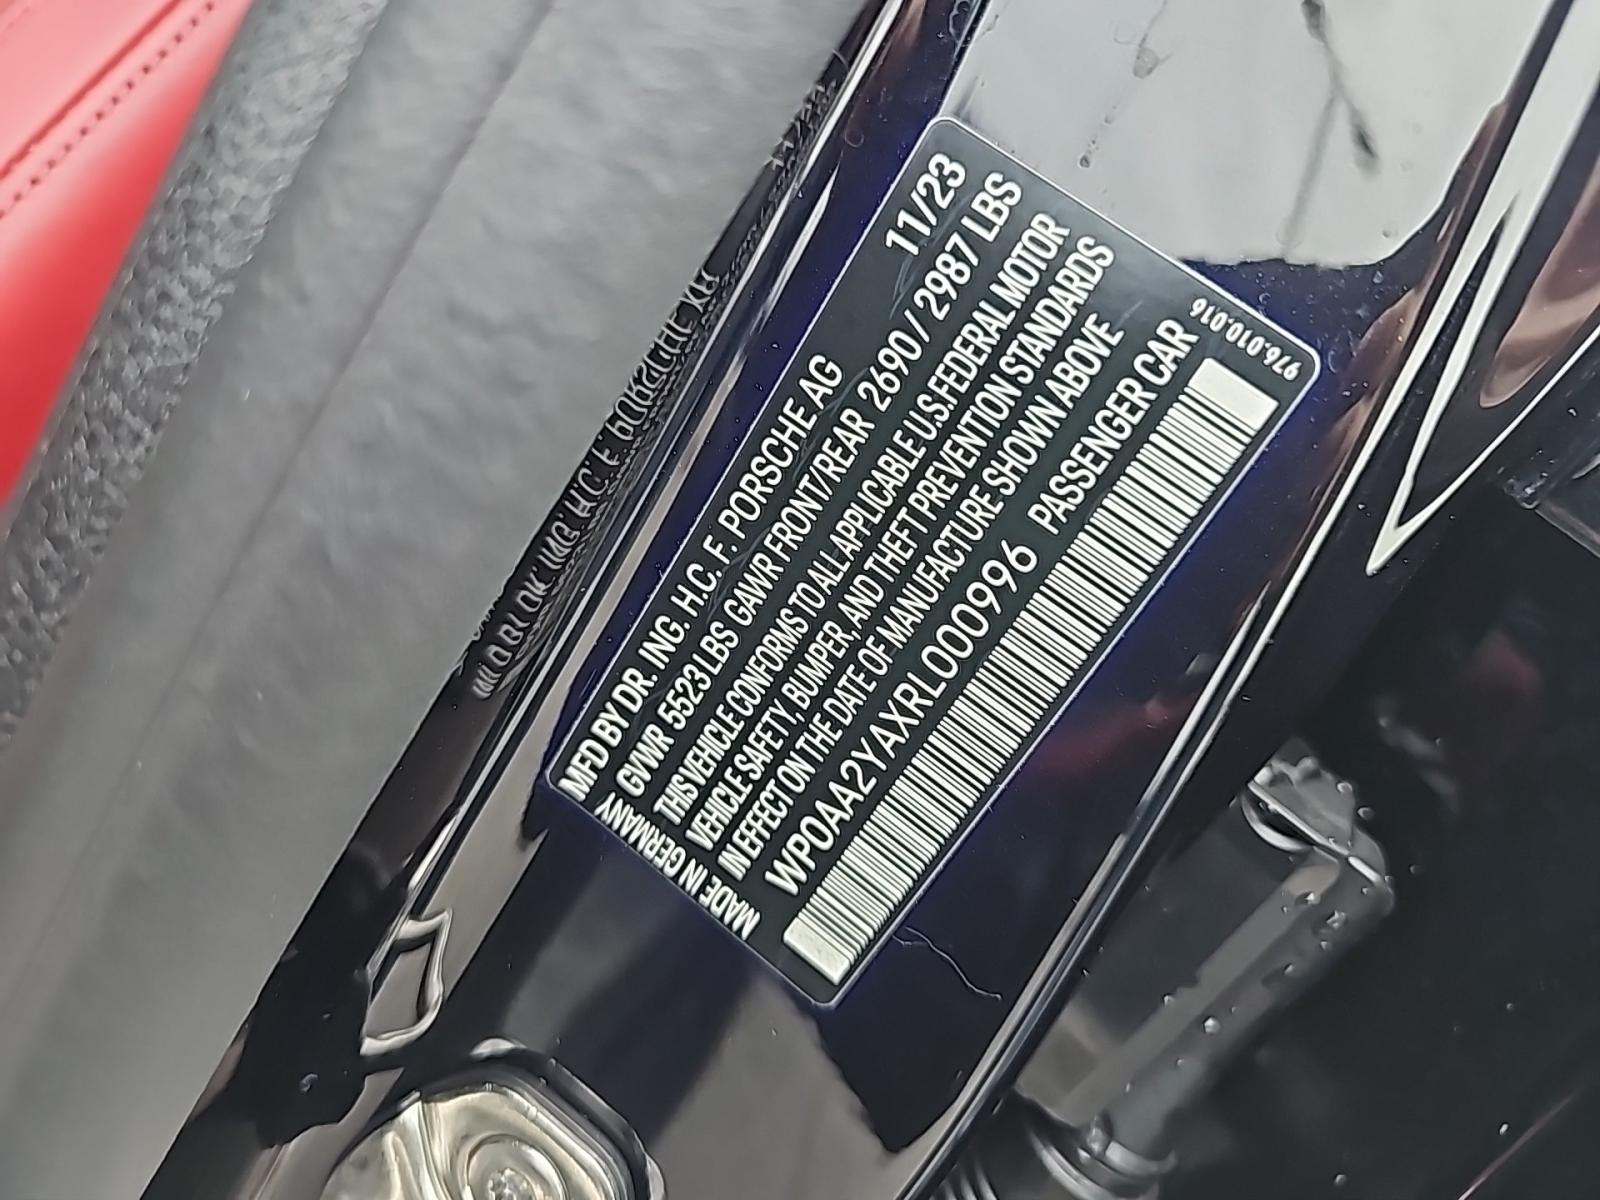 MFD BY DR. ING. H.C. F. PORSCHE AG 11/23
GVWR 5523 LBS GAWR FRONT/REAR 2690 / 2987 LBS
THIS VEHICLE CONFORMS TO ALL APPLICABLE U.S. FEDERAL MOTOR
VEHICLE SAFETY, BUMPER, AND THEFT PREVENTION STANDARDS
IN EFFECT ON THE DATE OF MANUFACTURE SHOWN ABOVE
WP0AA2YAXRL000996 PASSENGER CAR
MADE IN GERMANY
976.010.016